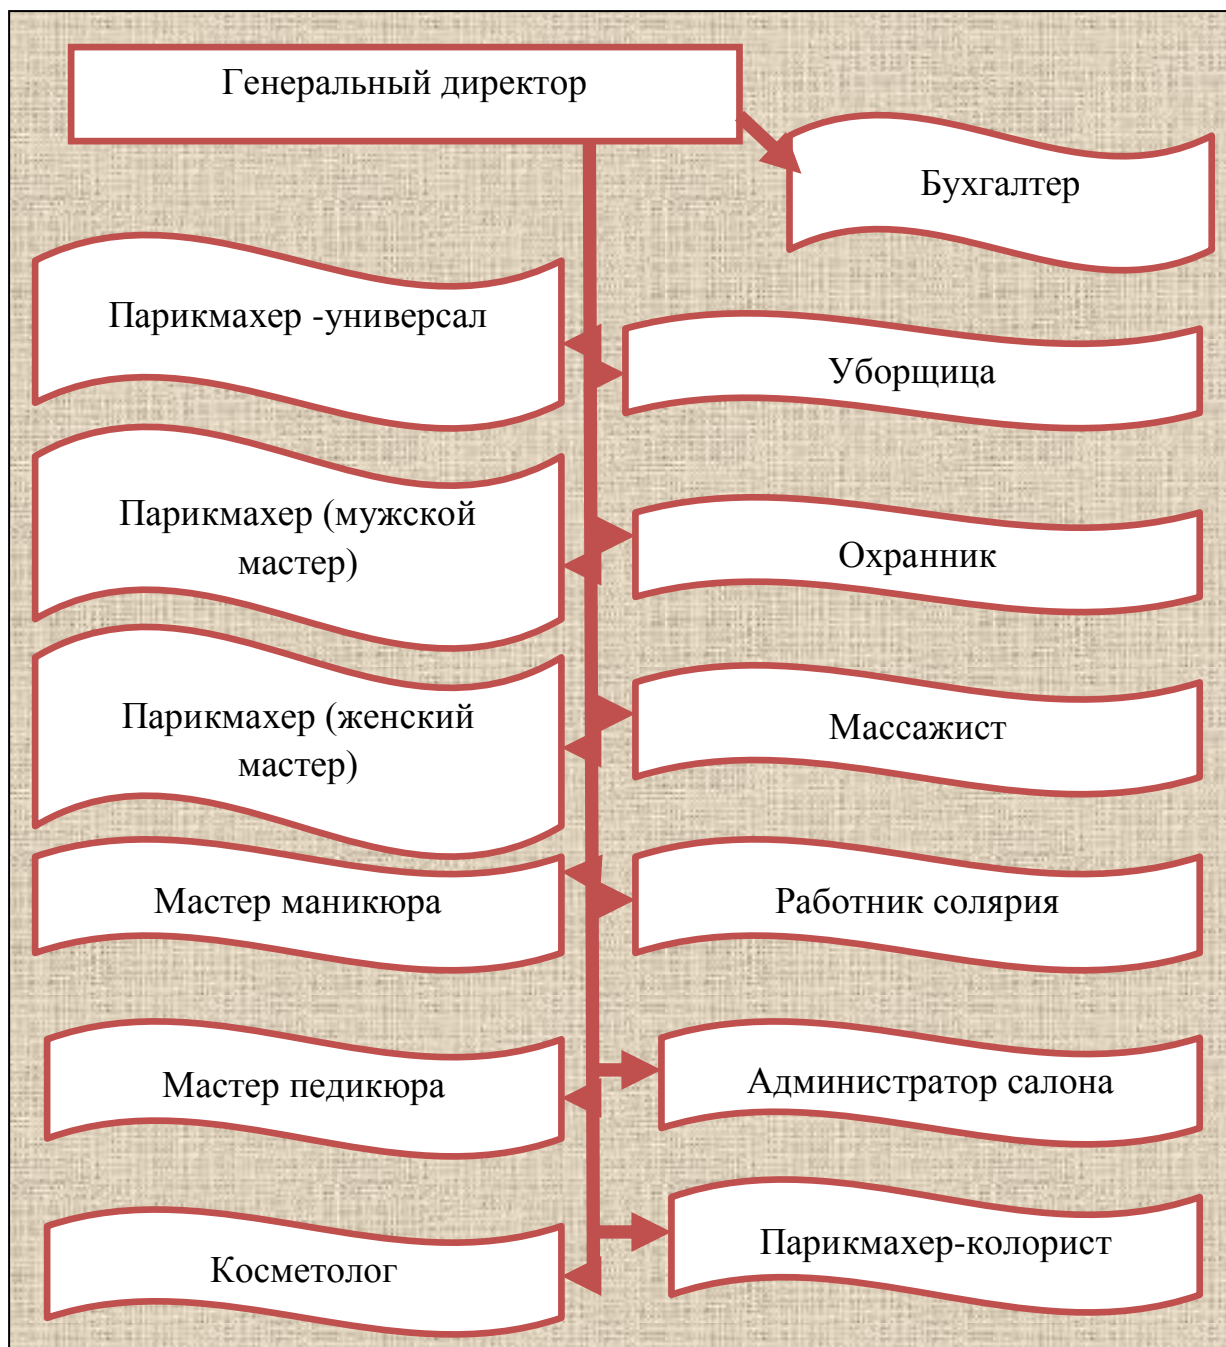 Генеральный директор
Бухгалтер
Парикмахер -универсал
Уборщица
Парикмахер (мужской
мастер)
Охранник
Парикмахер (женский
мастер)
Массажист
Мастер маникюра
Работник солярия
Мастер педикюра
Администратор салона
Косметолог
Парикмахер-колорист